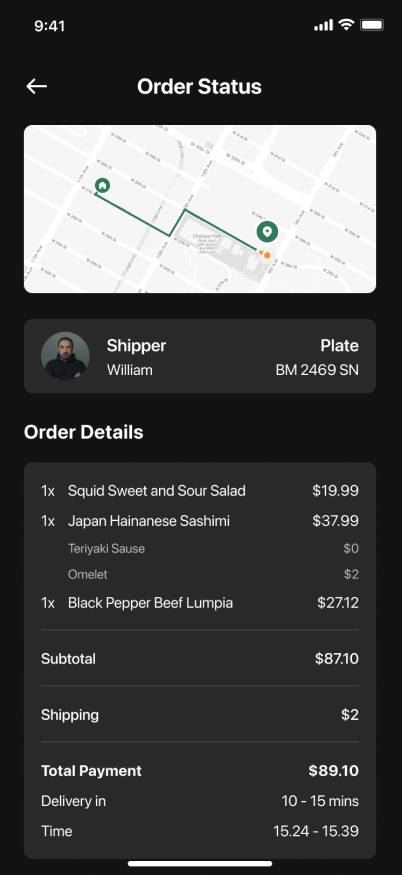 9:41
Order Status
Chelsea Park
Shipper
Plate
William
BM 2469 SN
Order Details
1x Squid Sweet and Sour Salad $19.99
1x Japan Hainanese Sashimi $37.99
Teriyaki Sause $0
Omelet $2
1x Black Pepper Beef Lumpia $27.12
Subtotal $87.10
Shipping $2
Total Payment $89.10
Delivery in 10 - 15 mins
Time 15.24 - 15.39